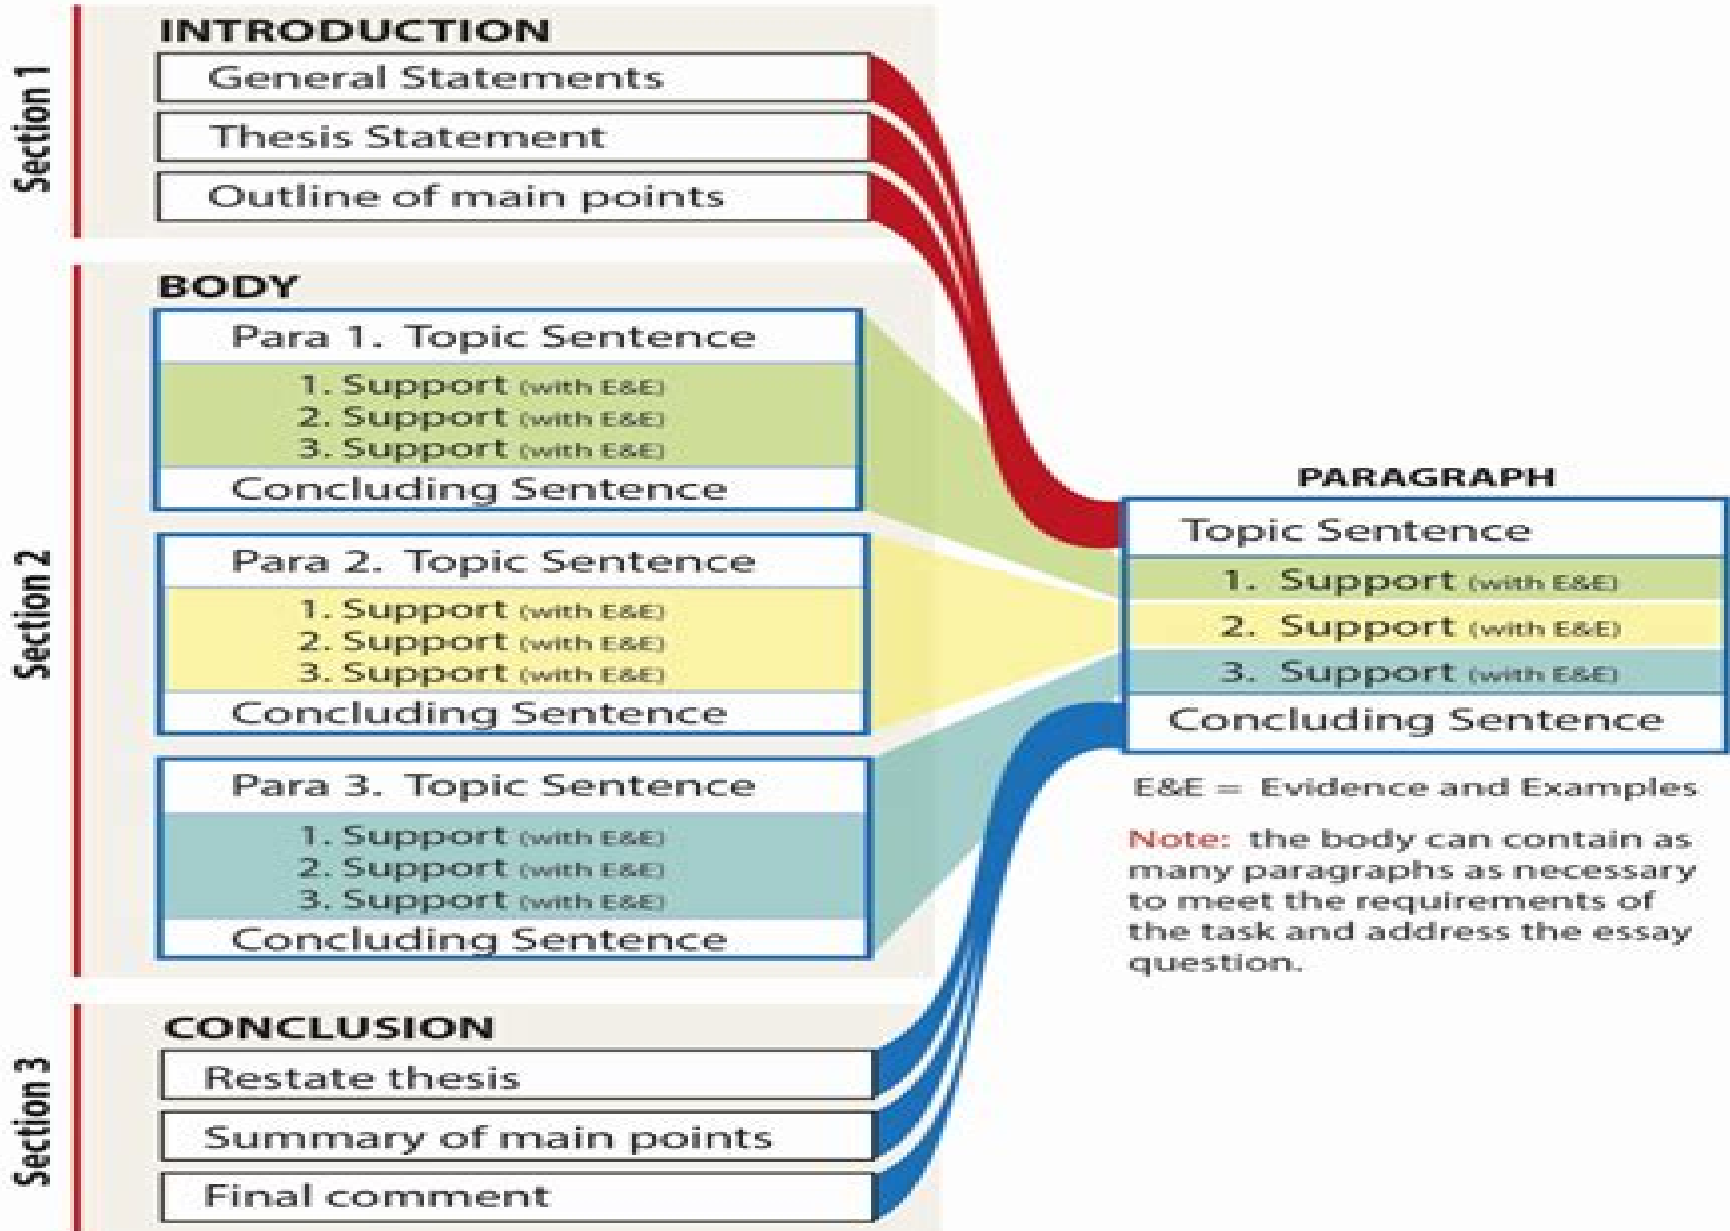 Section 1
INTRODUCTION
General Statements
Thesis Statement
Outline of main points
Section 2
BODY
Para 1. Topic Sentence
1. Support (with E&E)
2. Support (with E&E)
3. Support (with E&E)
Concluding Sentence
Para 2. Topic Sentence
1. Support (with E&E)
2. Support (with E&E)
3. Support (with E&E)
Concluding Sentence
Para 3. Topic Sentence
1. Support (with E&E)
2. Support (with E&E)
3. Support (with E&E)
Concluding Sentence
Section 3
CONCLUSION
Restate thesis
Summary of main points
Final comment
PARAGRAPH
Topic Sentence
1. Support (with E&E)
2. Support (with E&E)
3. Support (with E&E)
Concluding Sentence
E&E = Evidence and Examples
Note: the body can contain as
many paragraphs as necessary
to meet the requirements of
the task and address the essay
question.